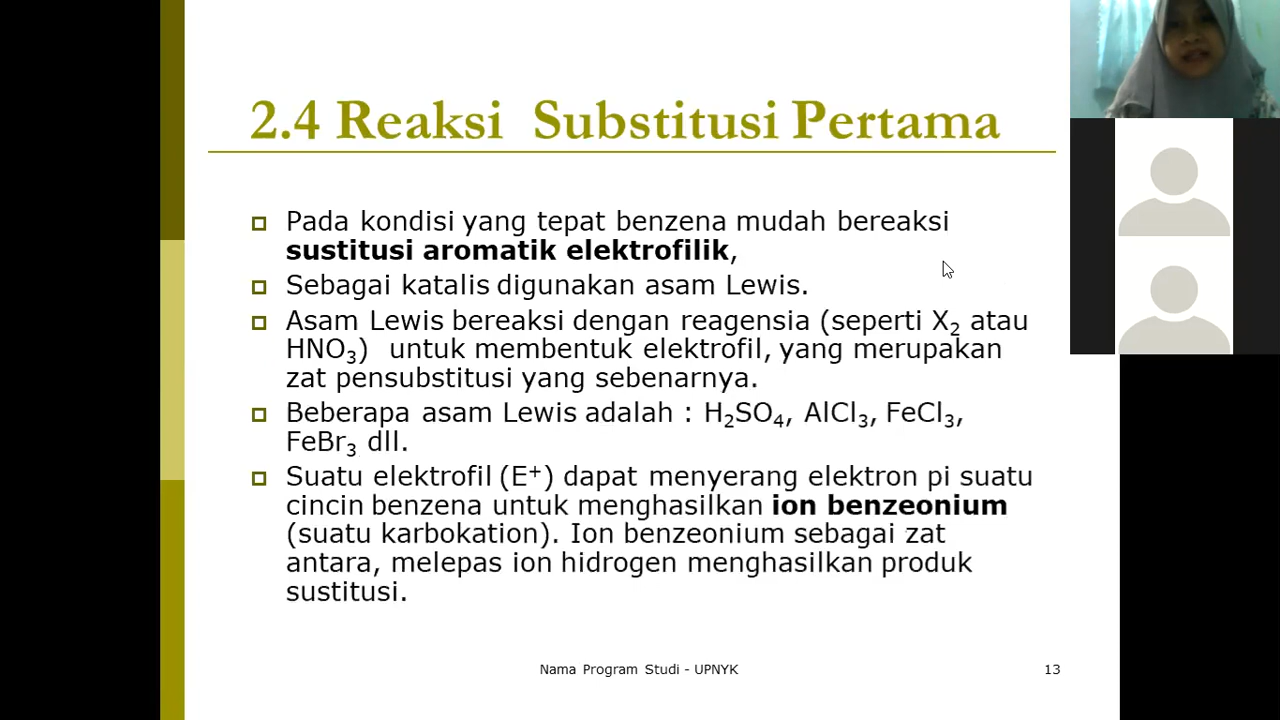 2.4 Reaksi  Substitusi Pertama
Pada kondisi yang tepat benzena mudah bereaksi
sustitusi aromatik elektrofilik,
Sebagai katalis digunakan asam Lewis.
Asam Lewis bereaksi dengan reagensia (seperti X₂ atau
HNO₃)  untuk membentuk elektrofil, yang merupakan
zat pensubstitusi yang sebenarnya.
Beberapa asam Lewis adalah : H₂SO₄, AlCl₃, FeCl₃,
FeBr₃ dll.
Suatu elektrofil (E⁺) dapat menyerang elektron pi suatu
cincin benzena untuk menghasilkan ion benzeonium
(suatu karbokation). Ion benzeonium sebagai zat
antara, melepas ion hidrogen menghasilkan produk
sustitusi.
Nama Program Studi - UPNYK
13